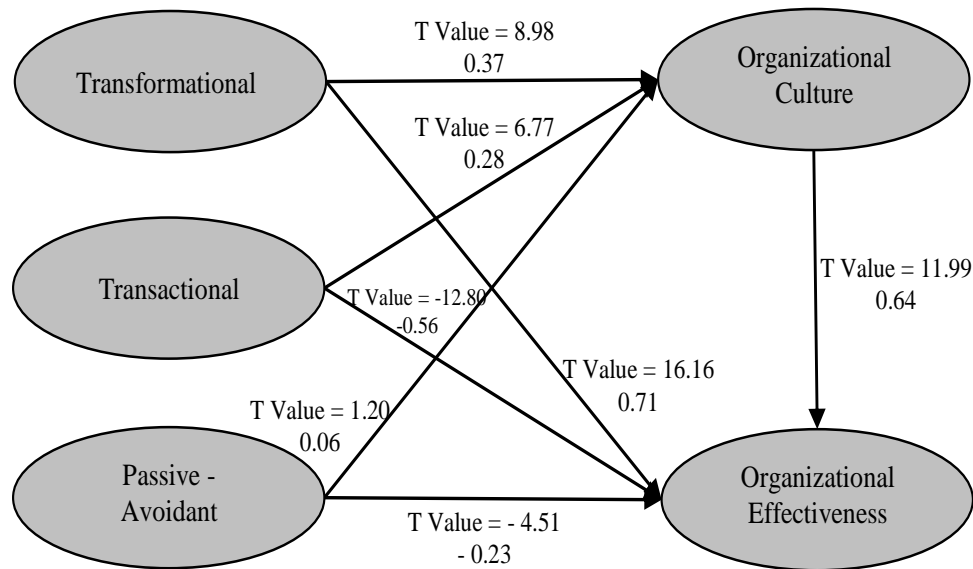 Transformational
T Value = 8.98
0.37
Organizational
Culture
T Value = 6.77
0.28
Transactional
T Value = -12.80
-0.56
T Value = 11.99
0.64
T Value = 16.16
0.71
T Value = 1.20
0.06
Passive -
Avoidant
T Value = - 4.51
- 0.23
Organizational
Effectiveness